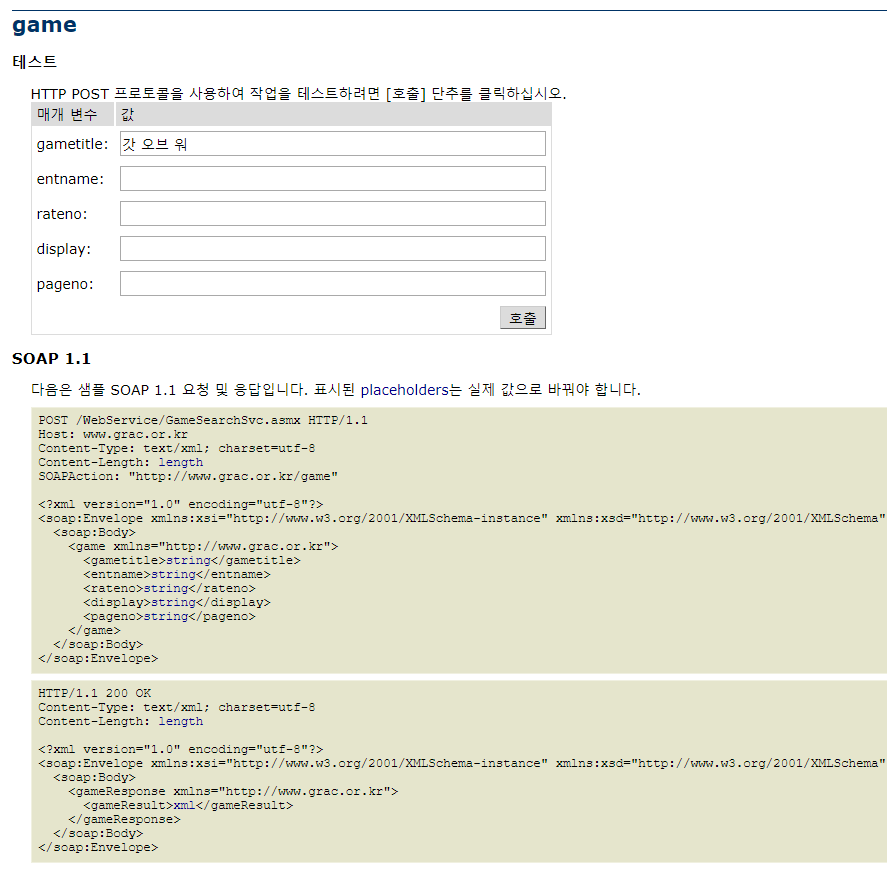 game
테스트
HTTP POST 프로토콜을 사용하여 작업을 테스트하려면 [호출] 단추를 클릭하십시오.
매개 변수 값
gametitle: 갓 오브 워
entname:
rateno:
display:
pageno:
호출
SOAP 1.1
다음은 샘플 SOAP 1.1 요청 및 응답입니다. 표시된 placeholders는 실제 값으로 바꿔야 합니다.
POST /WebService/GameSearchSvc.asmx HTTP/1.1
Host: www.grac.or.kr
Content-Type: text/xml; charset=utf-8
Content-Length: length
SOAPAction: "http://www.grac.or.kr/game"
<?xml version="1.0" encoding="utf-8"?>
<soap:Envelope xmlns:xsi="http://www.w3.org/2001/XMLSchema-instance" xmlns:xsd="http://www.w3.org/2001/XMLSchema"
<soap:Body>
<game xmlns="http://www.grac.or.kr">
<gametitle>string</gametitle>
<entname>string</entname>
<rateno>string</rateno>
<display>string</display>
<pageno>string</pageno>
</game>
</soap:Body>
</soap:Envelope>
HTTP/1.1 200 OK
Content-Type: text/xml; charset=utf-8
Content-Length: length
<?xml version="1.0" encoding="utf-8"?>
<soap:Envelope xmlns:xsi="http://www.w3.org/2001/XMLSchema-instance" xmlns:xsd="http://www.w3.org/2001/XMLSchema"
<soap:Body>
<gameResponse xmlns="http://www.grac.or.kr">
<gameResult>xml</gameResult>
</gameResponse>
</soap:Body>
</soap:Envelope>